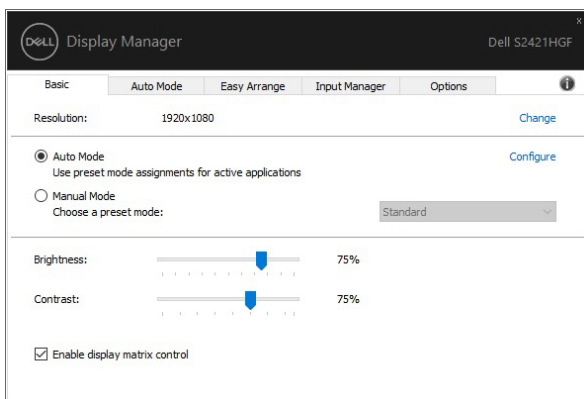 DELL Display Manager Dell S2421HGF
x
Basic Auto Mode Easy Arrange Input Manager Options i
Resolution: 1920x1080 Change
Auto Mode Configure
Use preset mode assignments for active applications
Manual Mode
Choose a preset mode: Standard
Brightness: 75%
Contrast: 75%
Enable display matrix control